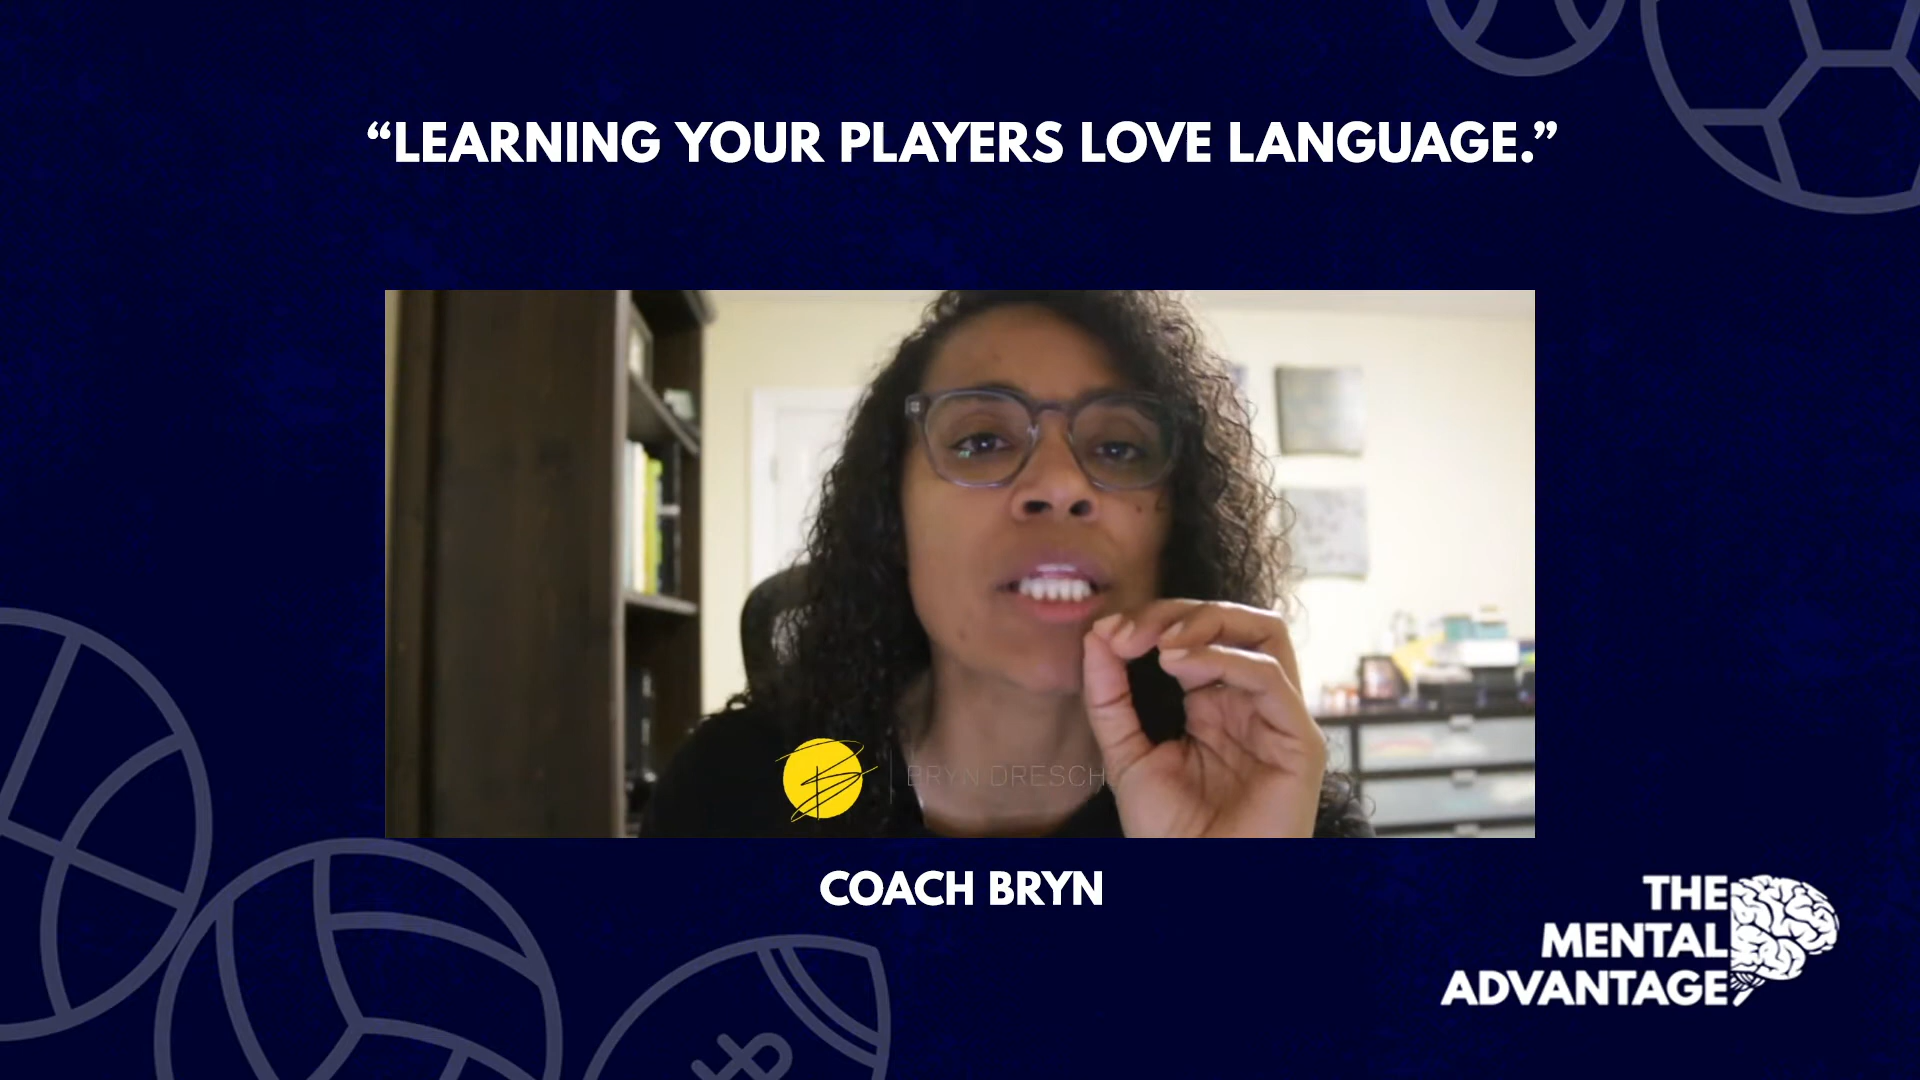 “LEARNING YOUR PLAYERS LOVE LANGUAGE.”
BRYN DRESCH
COACH BRYN
THE
MENTAL
ADVANTAGE